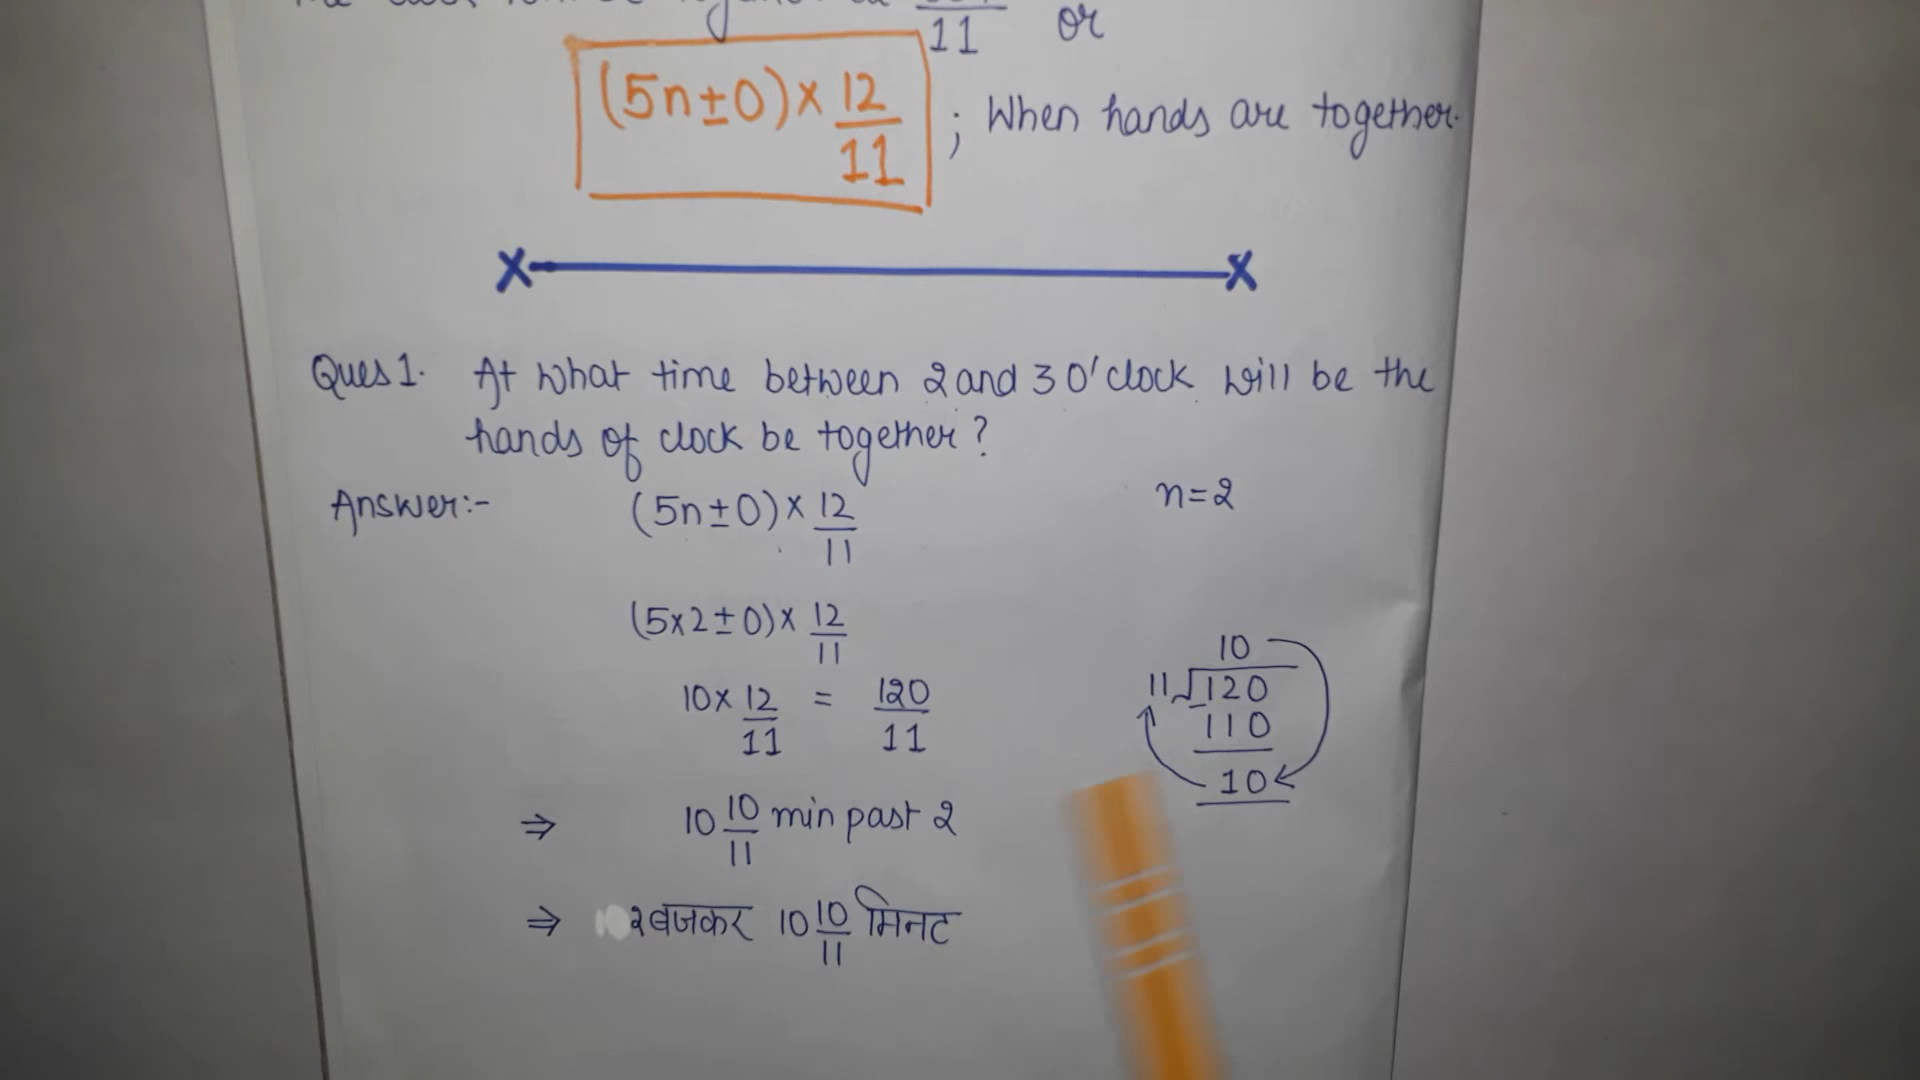 11 or
(5n±0)×12/11 ; When hands are together.
x x
Ques 1. At what time between 2 and 3 0'clock will be the
hands of clock be together ?
Answer:- (5n±0)×12/11 n=2
(5×2±0)×12/11
10×12/11 = 120/11
10
11√120
110
10
⇒ 10 10/11 min past 2
⇒ २बजकर 10 10/11 मिनट